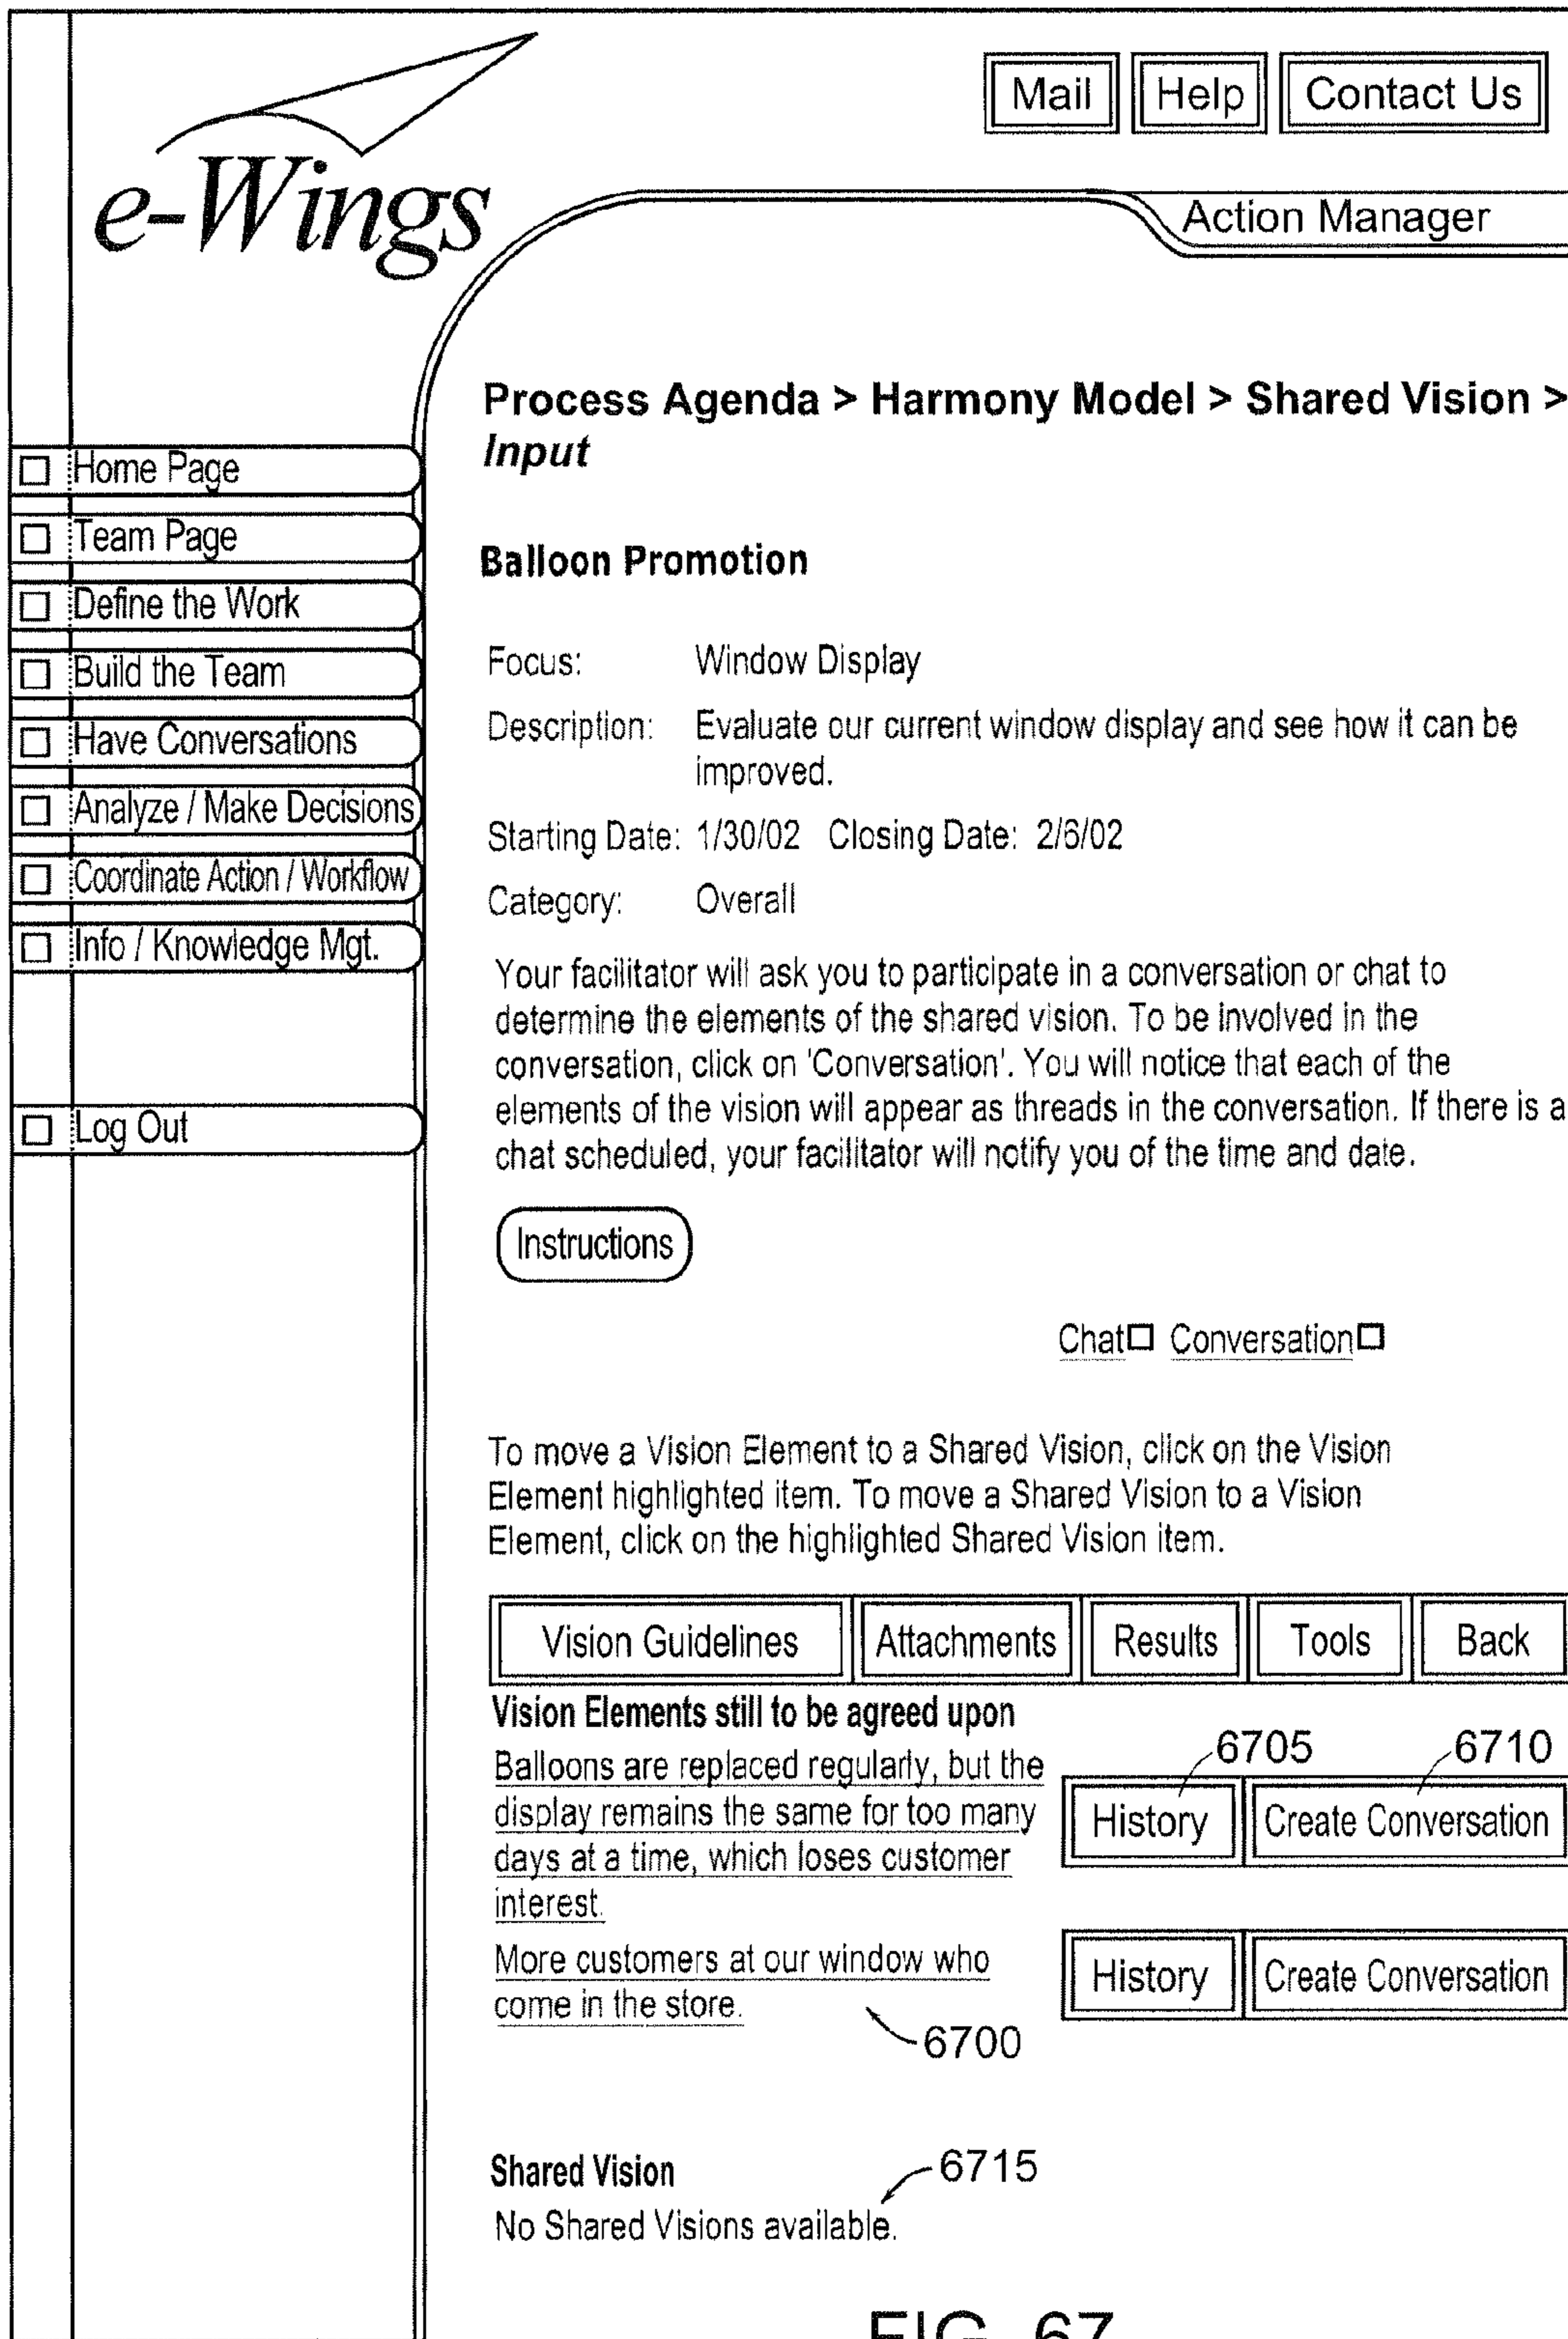 Mail Help Contact Us
e-Wings
Action Manager
Process Agenda > Harmony Model > Shared Vision >
Input
Home Page
Team Page
Define the Work
Build the Team
Have Conversations
Analyze / Make Decisions
Coordinate Action / Workflow
Info / Knowledge Mgt.
Log Out
Balloon Promotion
Focus: Window Display
Description: Evaluate our current window display and see how it can be
improved.
Starting Date: 1/30/02 Closing Date: 2/6/02
Category: Overall
Your facilitator will ask you to participate in a conversation or chat to
determine the elements of the shared vision. To be involved in the
conversation, click on 'Conversation'. You will notice that each of the
elements of the vision will appear as threads in the conversation. If there is a
chat scheduled, your facilitator will notify you of the time and date.
Instructions
Chat Conversation
To move a Vision Element to a Shared Vision, click on the Vision
Element highlighted item. To move a Shared Vision to a Vision
Element, click on the highlighted Shared Vision item.
Vision Guidelines Attachments Results Tools Back
Vision Elements still to be agreed upon
6705 6710
Balloons are replaced regularly, but the
display remains the same for too many
days at a time, which loses customer
interest.
History Create Conversation
More customers at our window who
come in the store.
History Create Conversation
6700
Shared Vision 6715
No Shared Visions available.
FIG. 67